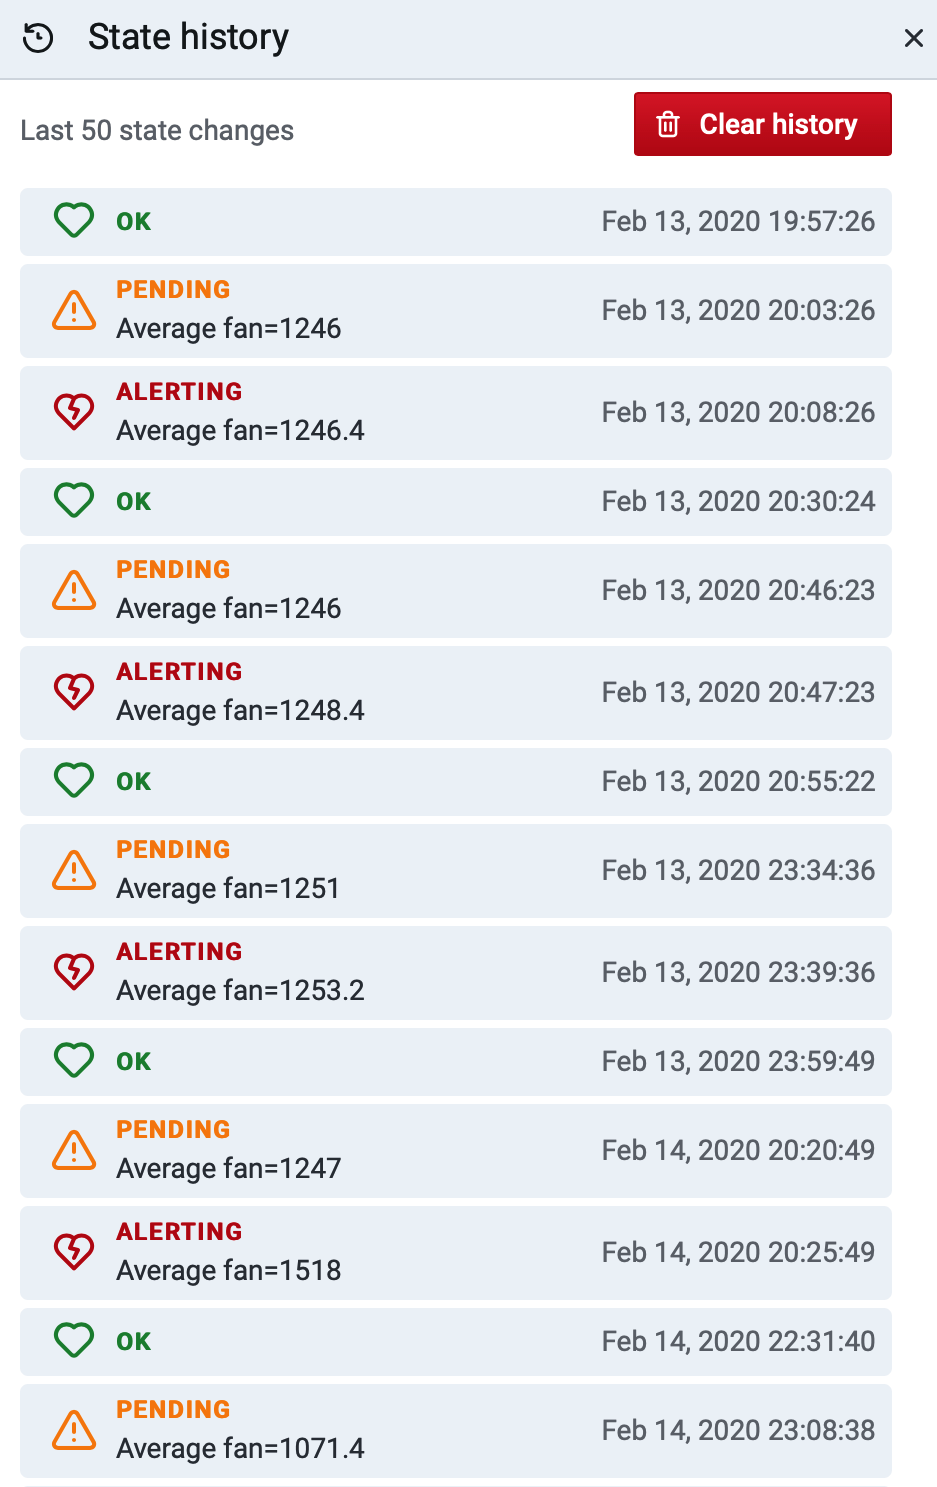 State history
Last 50 state changes
Clear history
OK
Feb 13, 2020 19:57:26
PENDING
Average fan=1246
Feb 13, 2020 20:03:26
ALERTING
Average fan=1246.4
Feb 13, 2020 20:08:26
OK
Feb 13, 2020 20:30:24
PENDING
Average fan=1246
Feb 13, 2020 20:46:23
ALERTING
Average fan=1248.4
Feb 13, 2020 20:47:23
OK
Feb 13, 2020 20:55:22
PENDING
Average fan=1251
Feb 13, 2020 23:34:36
ALERTING
Average fan=1253.2
Feb 13, 2020 23:39:36
OK
Feb 13, 2020 23:59:49
PENDING
Average fan=1247
Feb 14, 2020 20:20:49
ALERTING
Average fan=1518
Feb 14, 2020 20:25:49
OK
Feb 14, 2020 22:31:40
PENDING
Average fan=1071.4
Feb 14, 2020 23:08:38